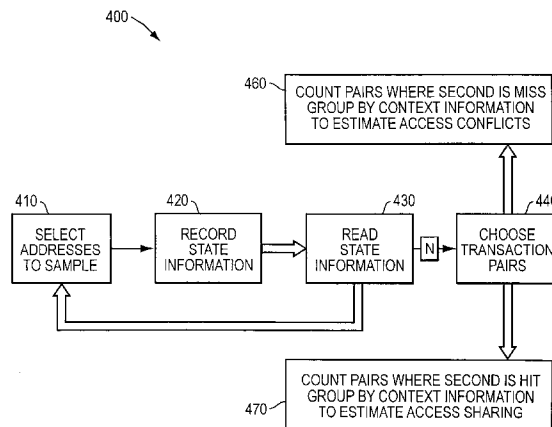 400
460
COUNT PAIRS WHERE SECOND IS MISS
GROUP BY CONTEXT INFORMATION
TO ESTIMATE ACCESS CONFLICTS
410
SELECT
ADDRESSES
TO SAMPLE
420
RECORD
STATE
INFORMATION
430
READ
STATE
INFORMATION
N
440
CHOOSE
TRANSACTION
PAIRS
COUNT PAIRS WHERE SECOND IS HIT
GROUP BY CONTEXT INFORMATION
TO ESTIMATE ACCESS SHARING
470